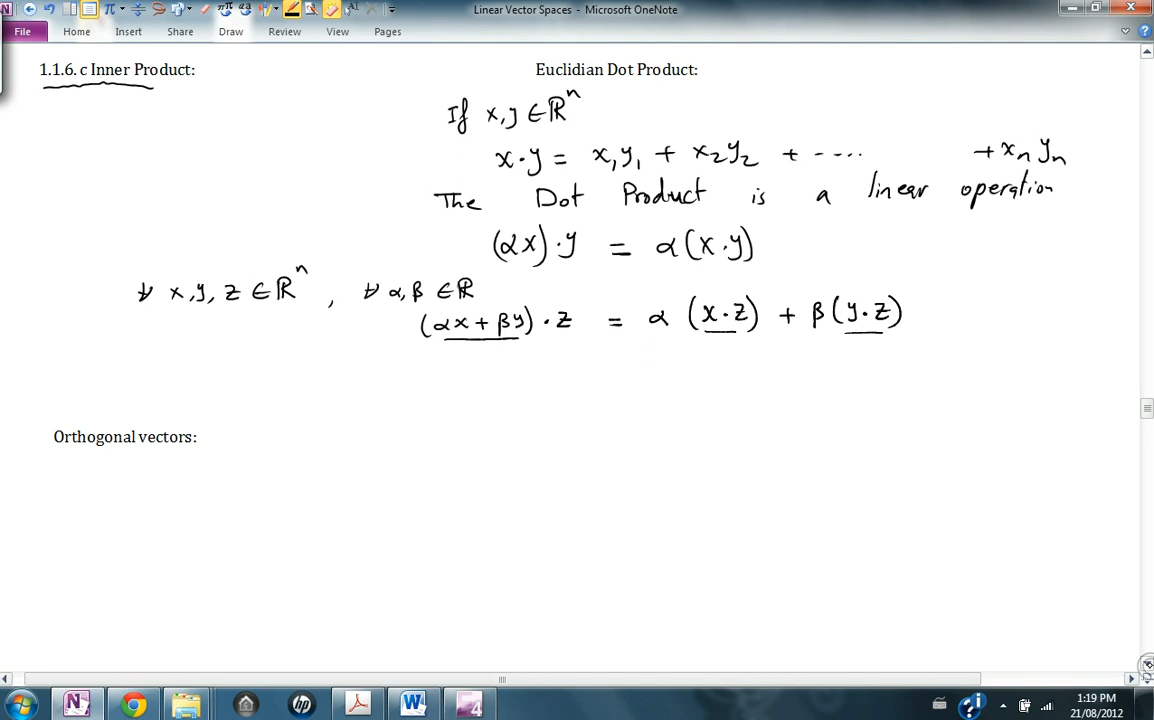 Linear Vector Spaces - Microsoft OneNote
File Home Insert Share Draw Review View Pages
1.1.6. c Inner Product: Euclidian Dot Product:
If x, y ∈ ℝⁿ
x·y = x₁y₁ + x₂y₂ + ---- + xₙyₙ
The Dot Product is a linear operation
(αx)·y = α(x·y)
∀ x,y, z ∈ ℝⁿ , ∀ α,β ∈ ℝ
(αx + βy)·z = α (x·z) + β(y·z)
Orthogonal vectors:
1:19 PM
21/08/2012